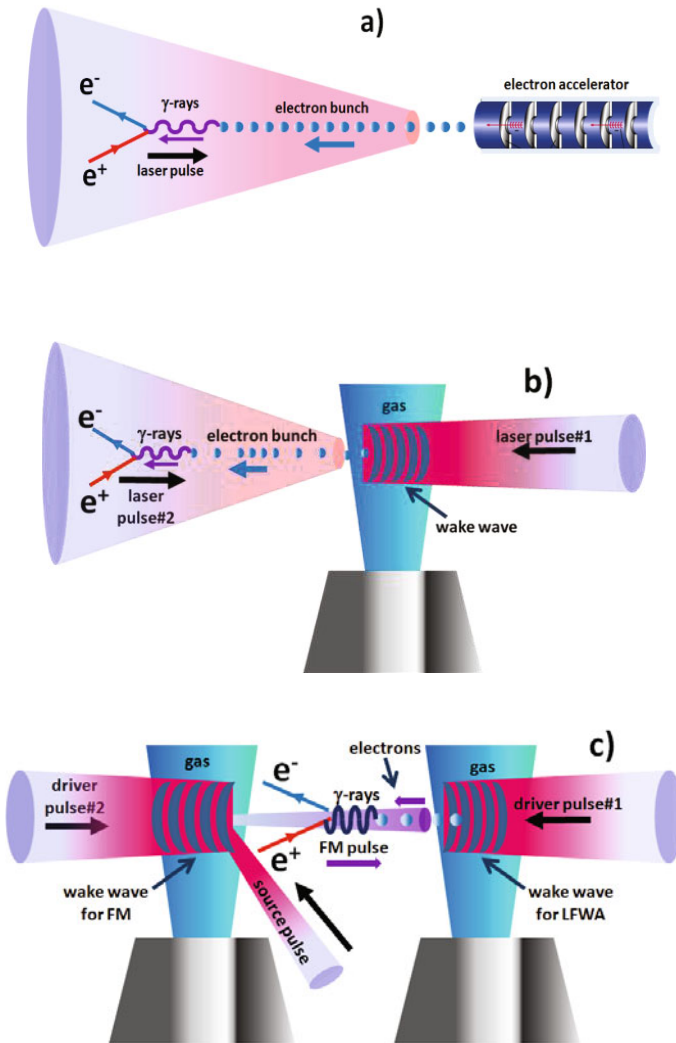 a)
electron accelerator
e-
γ-rays
electron bunch
laser pulse
e+
b)
gas
e-
γ-rays
electron bunch
laser pulse#1
e+
laser
pulse#2
wake wave
c)
electrons
gas
gas
e-
γ-rays
driver
pulse#2
driver pulse#1
e+
FM pulse
wake wave
for FM
source pulse
wake wave
for LFWA